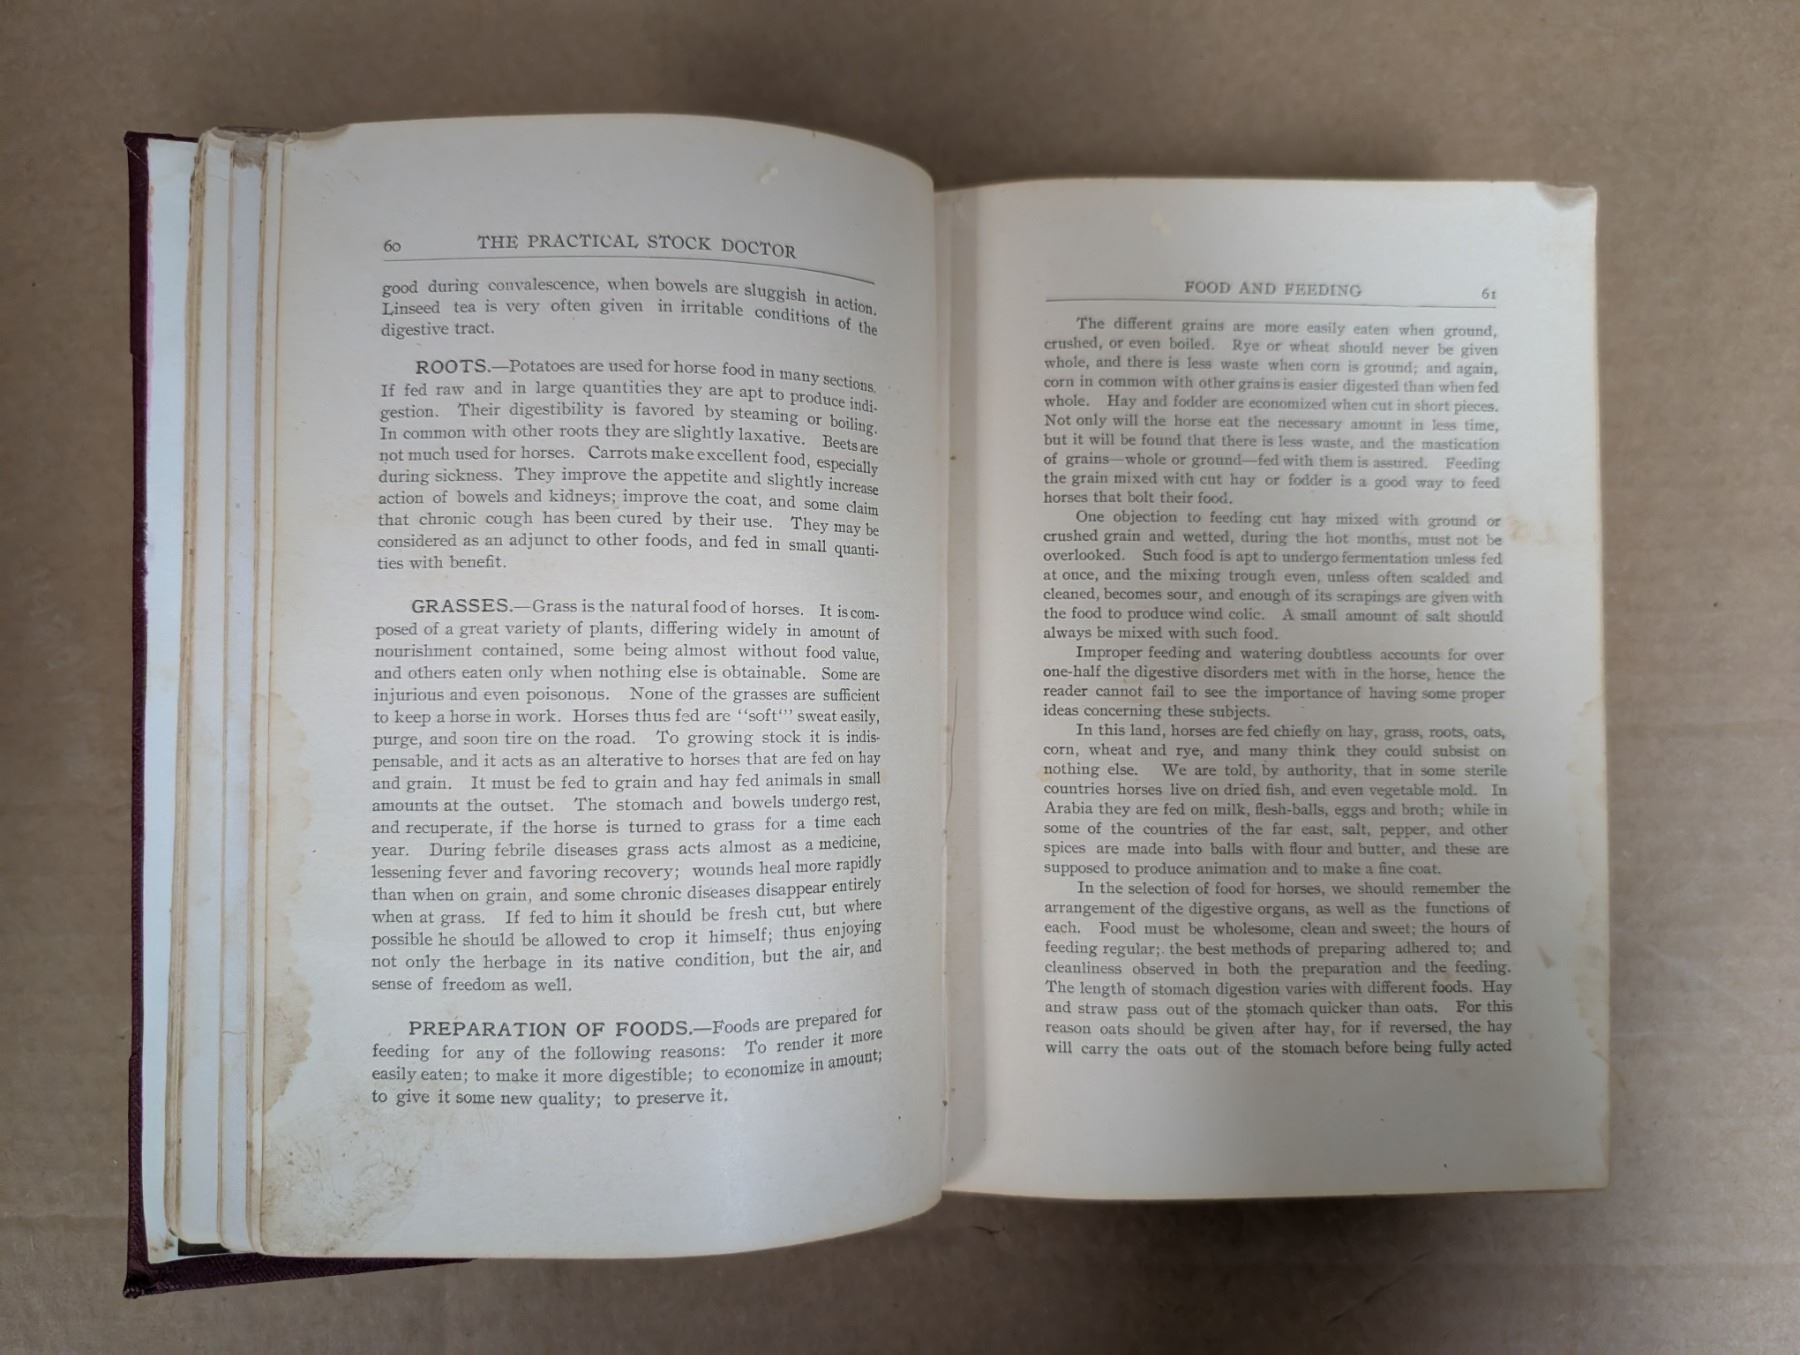 60 THE PRACTICAL STOCK DOCTOR
good during convalescence, when bowels are sluggish in action.
Linseed tea is very often given in irritable conditions of the
digestive tract.
ROOTS.—Potatoes are used for horse food in many sections.
If fed raw and in large quantities they are apt to produce indi-
gestion. Their digestibility is favored by steaming or boiling.
In common with other roots they are slightly laxative. Beets are
not much used for horses. Carrots make excellent food, especially
during sickness. They improve the appetite and slightly increase
action of bowels and kidneys; improve the coat, and some claim
that chronic cough has been cured by their use. They may be
considered as an adjunct to other foods, and fed in small quanti-
ties with benefit.
GRASSES.—Grass is the natural food of horses. It is com-
posed of a great variety of plants, differing widely in amount of
nourishment contained, some being almost without food value,
and others eaten only when nothing else is obtainable. Some are
injurious and even poisonous. None of the grasses are sufficient
to keep a horse in work. Horses thus fed are "soft'" sweat easily,
purge, and soon tire on the road. To growing stock it is indis-
pensable, and it acts as an alterative to horses that are fed on hay
and grain. It must be fed to grain and hay fed animals in small
amounts at the outset. The stomach and bowels undergo rest,
and recuperate, if the horse is turned to grass for a time each
year. During febrile diseases grass acts almost as a medicine,
lessening fever and favoring recovery; wounds heal more rapidly
than when on grain, and some chronic diseases disappear entirely
when at grass. If fed to him it should be fresh cut, but where
possible he should be allowed to crop it himself; thus enjoying
not only the herbage in its native condition, but the air, and
sense of freedom as well.
PREPARATION OF FOODS.—Foods are prepared for
feeding for any of the following reasons: To render it more
easily eaten; to make it more digestible; to economize in amount;
to give it some new quality; to preserve it.
FOOD AND FEEDING 61
The different grains are more easily eaten when ground,
crushed, or even boiled. Rye or wheat should never be given
whole, and there is less waste when corn is ground; and again,
corn in common with other grains is easier digested than when fed
whole. Hay and fodder are economized when cut in short pieces.
Not only will the horse eat the necessary amount in less time,
but it will be found that there is less waste, and the mastication
of grains—whole or ground—fed with them is assured. Feeding
the grain mixed with cut hay or fodder is a good way to feed
horses that bolt their food.
One objection to feeding cut hay mixed with ground or
crushed grain and wetted, during the hot months, must not be
overlooked. Such food is apt to undergo fermentation unless fed
at once, and the mixing trough even, unless often scalded and
cleaned, becomes sour, and enough of its scrapings are given with
the food to produce wind colic. A small amount of salt should
always be mixed with such food.
Improper feeding and watering doubtless accounts for over
one-half the digestive disorders met with in the horse, hence the
reader cannot fail to see the importance of having some proper
ideas concerning these subjects.
In this land, horses are fed chiefly on hay, grass, roots, oats,
corn, wheat and rye, and many think they could subsist on
nothing else. We are told, by authority, that in some sterile
countries horses live on dried fish, and even vegetable mold. In
Arabia they are fed on milk, flesh-balls, eggs and broth; while in
some of the countries of the far east, salt, pepper, and other
spices are made into balls with flour and butter, and these are
supposed to produce animation and to make a fine coat.
In the selection of food for horses, we should remember the
arrangement of the digestive organs, as well as the functions of
each. Food must be wholesome, clean and sweet; the hours of
feeding regular; the best methods of preparing adhered to; and
cleanliness observed in both the preparation and the feeding.
The length of stomach digestion varies with different foods. Hay
and straw pass out of the stomach quicker than oats. For this
reason oats should be given after hay, for if reversed, the hay
will carry the oats out of the stomach before being fully acted